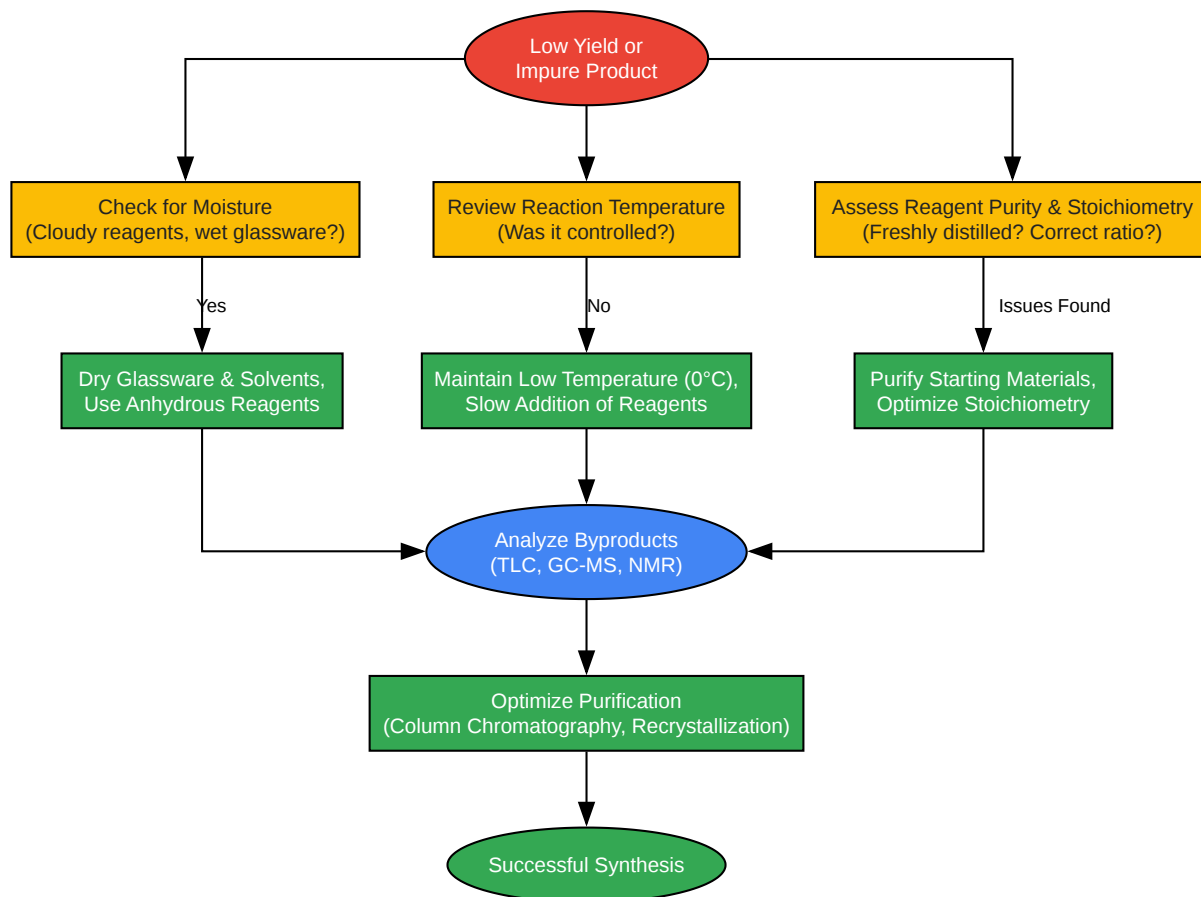 Low Yield or
Impure Product
Check for Moisture
(Cloudy reagents, wet glassware?)
Review Reaction Temperature
(Was it controlled?)
Assess Reagent Purity & Stoichiometry
(Freshly distilled? Correct ratio?)
Yes
No
Issues Found
Dry Glassware & Solvents,
Use Anhydrous Reagents
Maintain Low Temperature (0°C),
Slow Addition of Reagents
Purify Starting Materials,
Optimize Stoichiometry
Analyze Byproducts
(TLC, GC-MS, NMR)
Optimize Purification
(Column Chromatography, Recrystallization)
Successful Synthesis